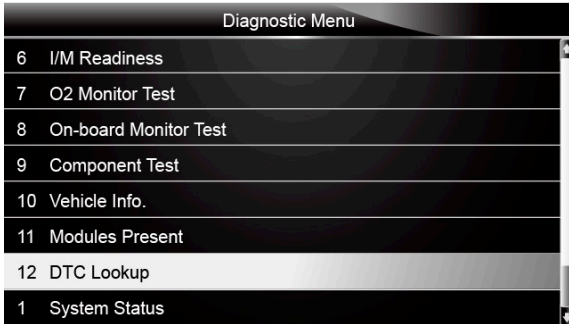 Diagnostic Menu
6 I/M Readiness
7 O2 Monitor Test
8 On-board Monitor Test
9 Component Test
10 Vehicle Info.
11 Modules Present
12 DTC Lookup
1 System Status